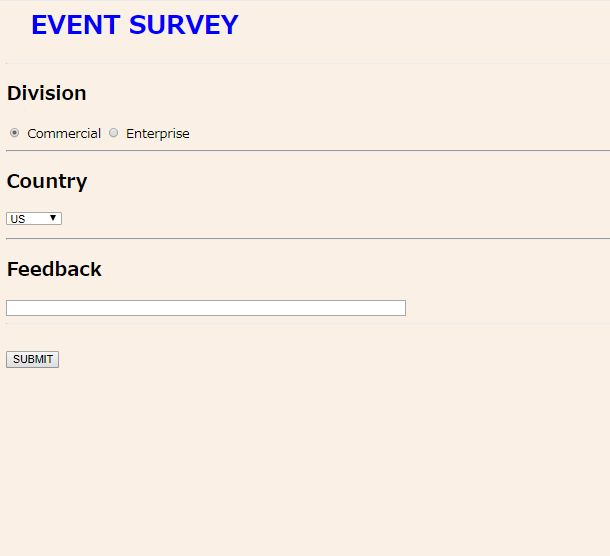 EVENT SURVEY
Division
Commercial Enterprise
Country
US
Feedback
SUBMIT